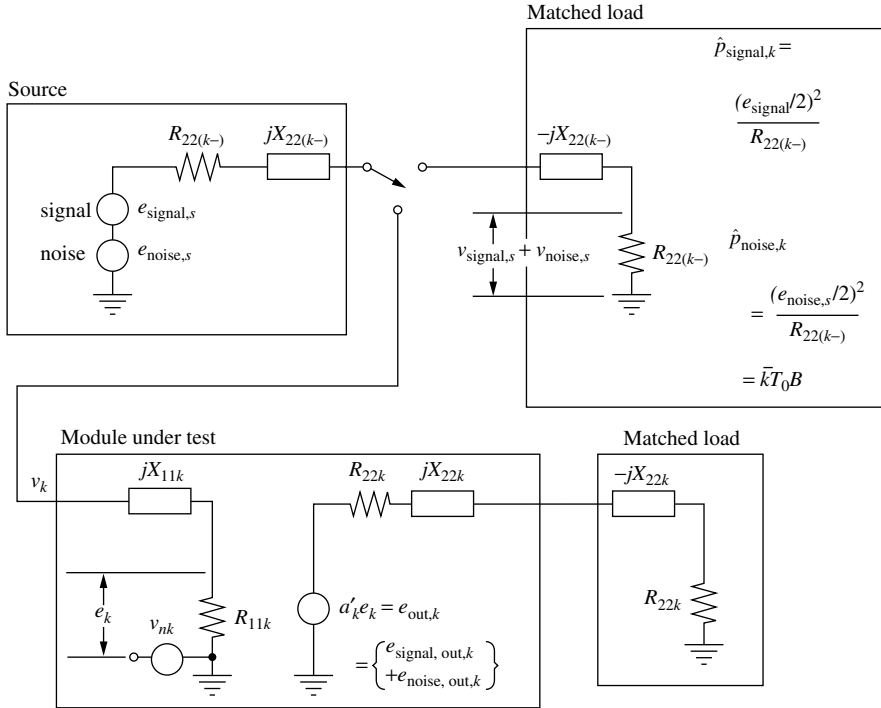 Matched load
p̂signal,k =
(esignal/2)²
R22(k−)
Source
R22(k−)
jX22(k−)
−jX22(k−)
signal
esignal,s
noise
enoise,s
vsignal,s + vnoise,s
R22(k−)
p̂noise,k
= (enoise,s/2)²
R22(k−)
= k̄T0B
Module under test
Matched load
vk
jX11k
R22k
jX22k
−jX22k
ek
vnk
R11k
a′k ek = eout,k
= {esignal, out,k
+enoise, out,k}
R22k